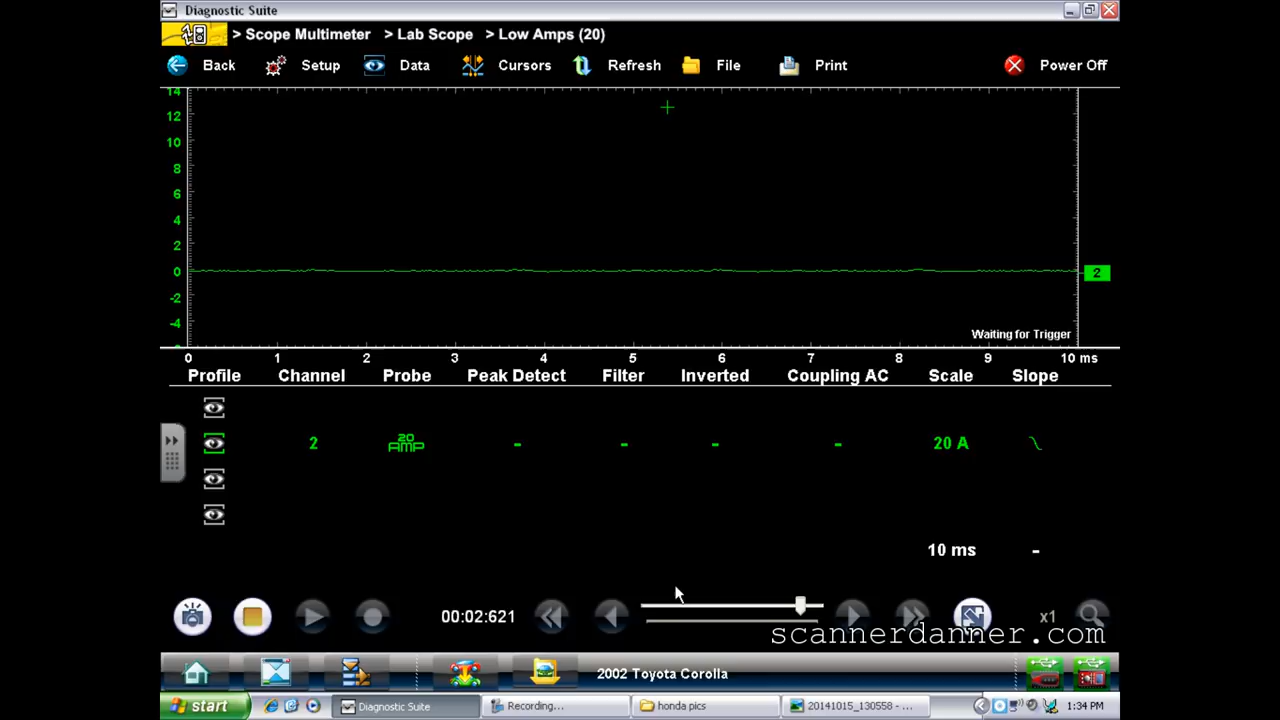 Diagnostic Suite
> Scope Multimeter > Lab Scope > Low Amps (20)
Back Setup Data Cursors Refresh File Print Power Off
14
12
10
8
6
4
2
0
-2
-4
2
Waiting for Trigger
0 1 2 3 4 5 6 7 8 9 10 ms
Profile Channel Probe Peak Detect Filter Inverted Coupling AC Scale Slope
2 20 AMP - - - - 20 A
10 ms -
00:02:621 x1
scannerdanner.com
2002 Toyota Corolla
start Diagnostic Suite Recording... honda pics 20141015_130558 - ... 1:34 PM